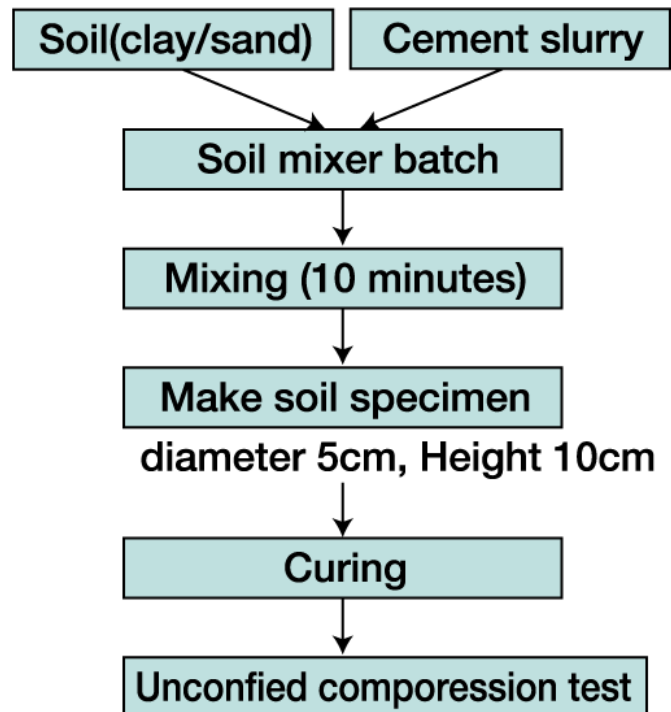 Soil(clay/sand)
Cement slurry
Soil mixer batch
Mixing (10 minutes)
Make soil specimen
diameter 5cm, Height 10cm
Curing
Unconfied comporession test